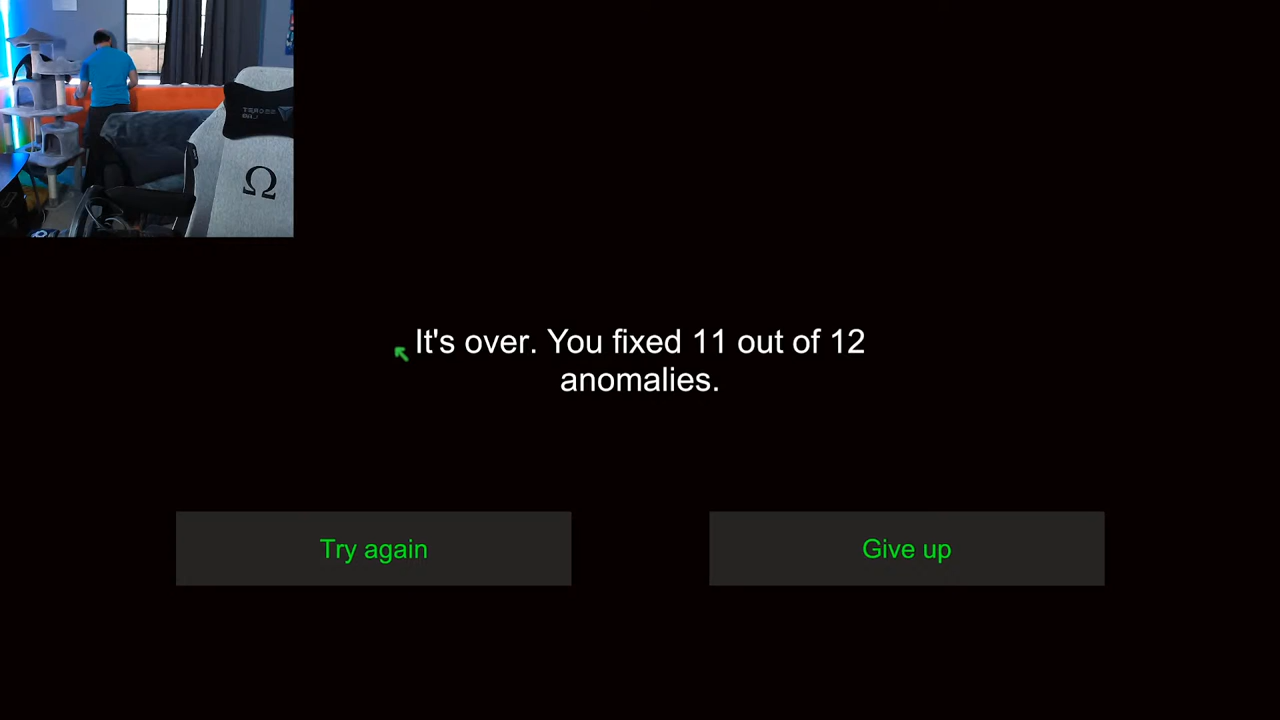 Ω
It's over. You fixed 11 out of 12
anomalies.
Try again
Give up